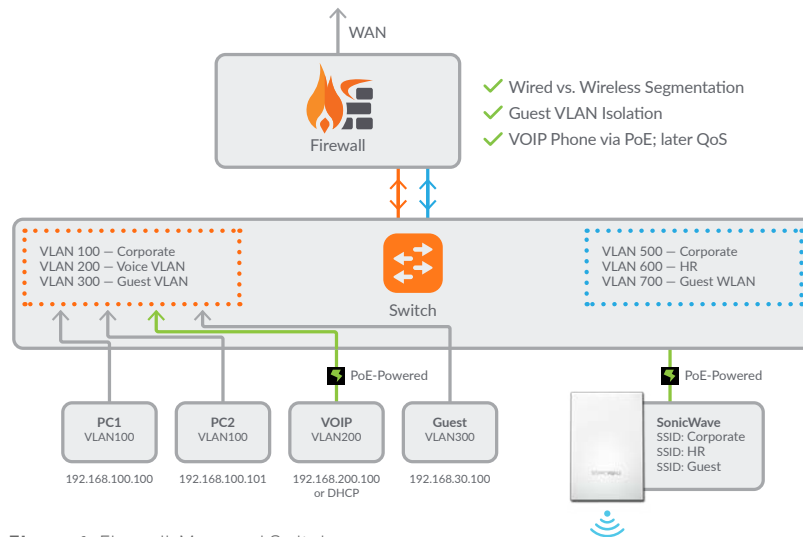 WAN
Firewall
Wired vs. Wireless Segmentation
Guest VLAN Isolation
VOIP Phone via PoE; later QoS
VLAN 100 — Corporate
VLAN 200 — Voice VLAN
VLAN 300 — Guest VLAN
Switch
VLAN 500 — Corporate
VLAN 600 — HR
VLAN 700 — Guest WLAN
PoE-Powered
PoE-Powered
PC1
VLAN100
192.168.100.100
PC2
VLAN100
192.168.100.101
VOIP
VLAN200
192.168.200.100
or DHCP
Guest
VLAN300
192.168.30.100
SonicWave
SSID: Corporate
SSID: HR
SSID: Guest